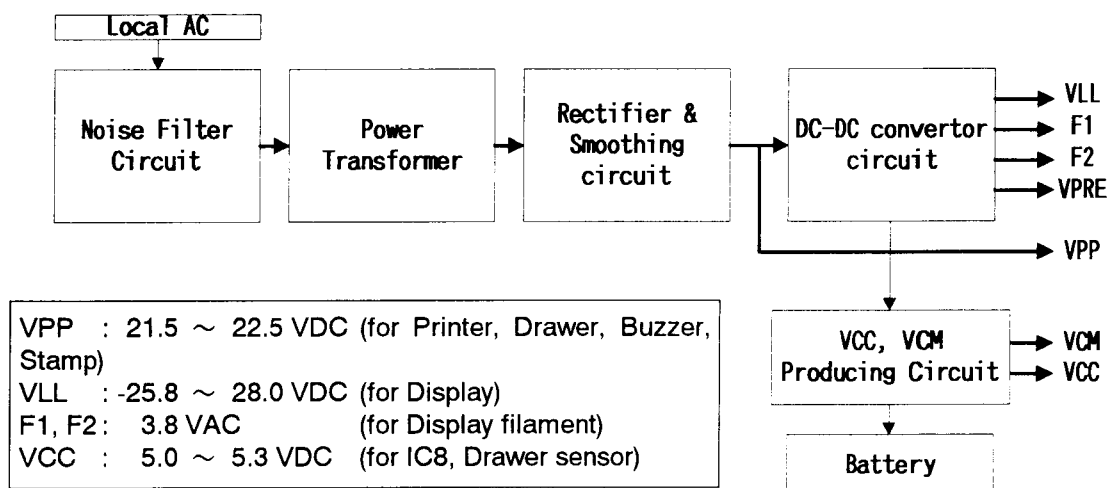 Local AC
Noise Filter
Circuit
Power
Transformer
Rectifier &
Smoothing
circuit
DC-DC convertor
circuit
VLL
F1
F2
VPRE
VPP
VCC, VCM
Producing Circuit
VCM
VCC
Battery
VPP : 21.5 ~ 22.5 VDC (for Printer, Drawer, Buzzer,
Stamp)
VLL : -25.8 ~ 28.0 VDC (for Display)
F1, F2 : 3.8 VAC (for Display filament)
VCC : 5.0 ~ 5.3 VDC (for IC8, Drawer sensor)